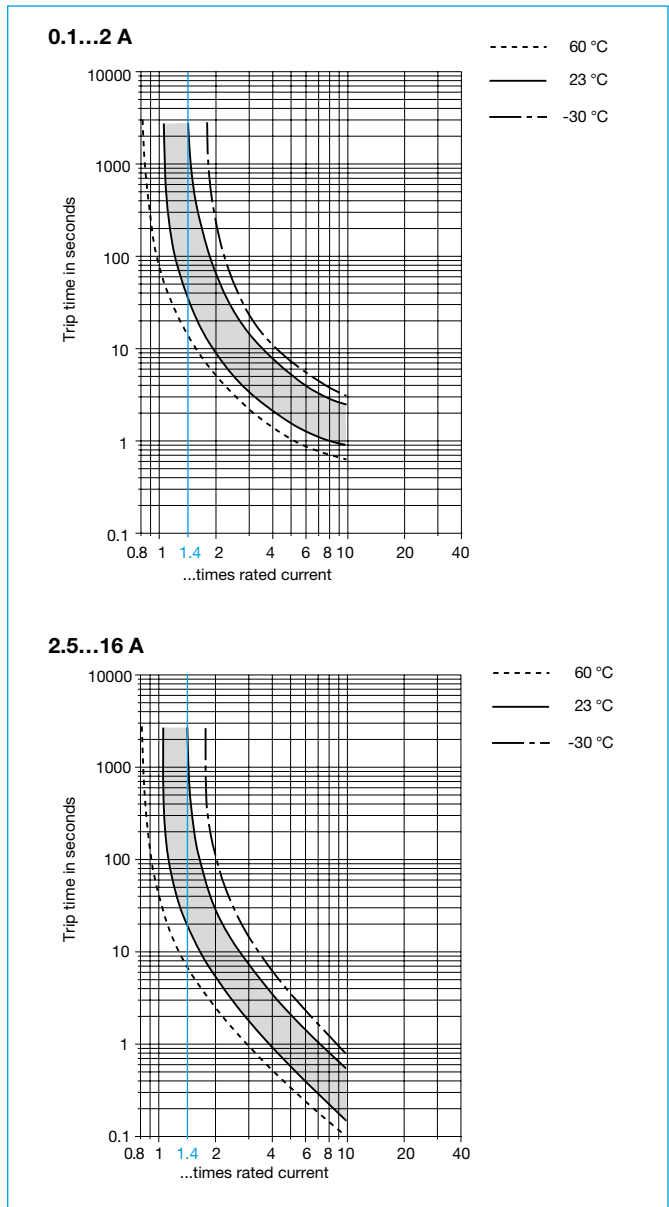 0.1...2 A
60 °C
23 °C
-30 °C
10000
1000
100
10
1
0.1
Trip time in seconds
0.8 1 1.4 2 4 6 8 10 20 40
...times rated current
2.5...16 A
60 °C
23 °C
-30 °C
10000
1000
100
10
1
0.1
Trip time in seconds
0.8 1 1.4 2 4 6 8 10 20 40
...times rated current